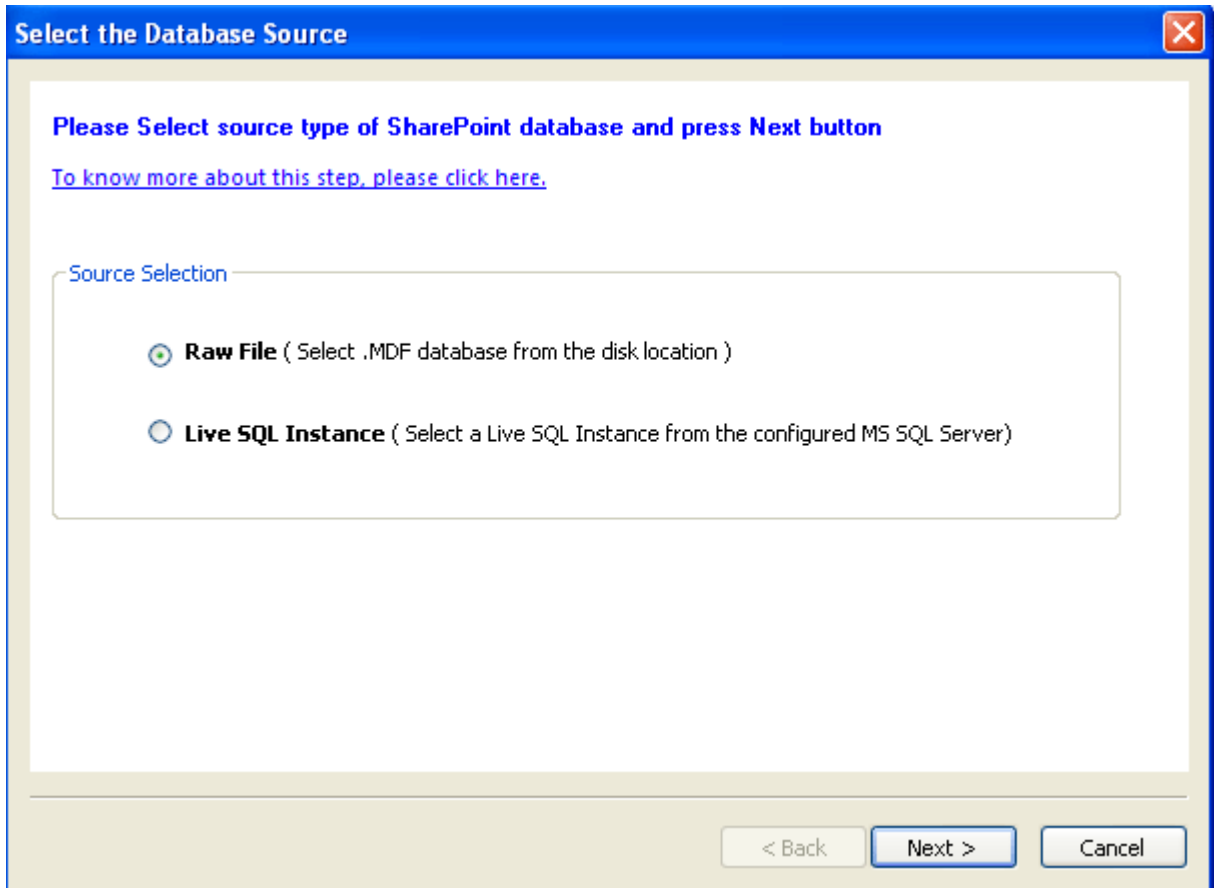 Select the Database Source
Please Select source type of SharePoint database and press Next button
To know more about this step, please click here.
Source Selection
Raw File ( Select .MDF database from the disk location )
Live SQL Instance ( Select a Live SQL Instance from the configured MS SQL Server)
< Back
Next >
Cancel